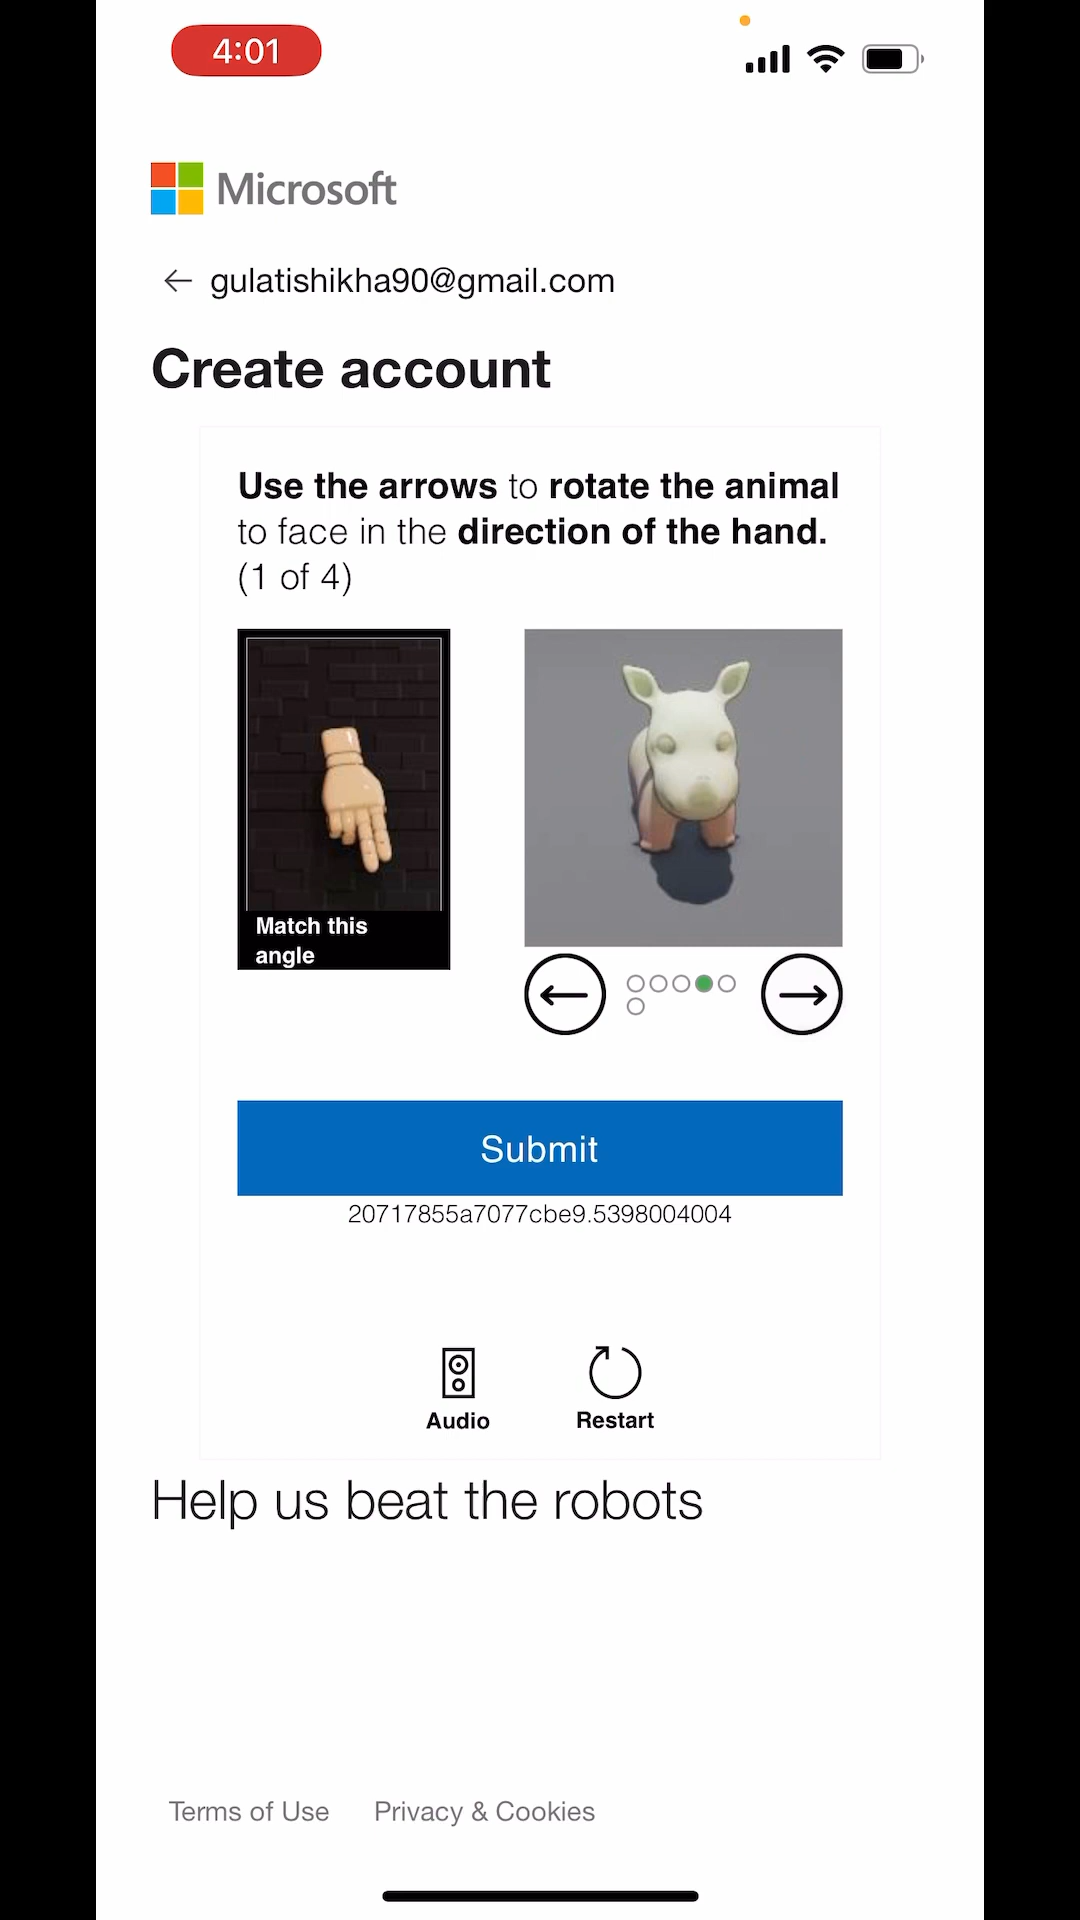 4:01
Microsoft
← gulatishikha90@gmail.com
Create account
Use the arrows to rotate the animal
to face in the direction of the hand.
(1 of 4)
Match this
angle
Submit
20717855a7077cbe9.5398004004
Audio
Restart
Help us beat the robots
Terms of Use
Privacy & Cookies